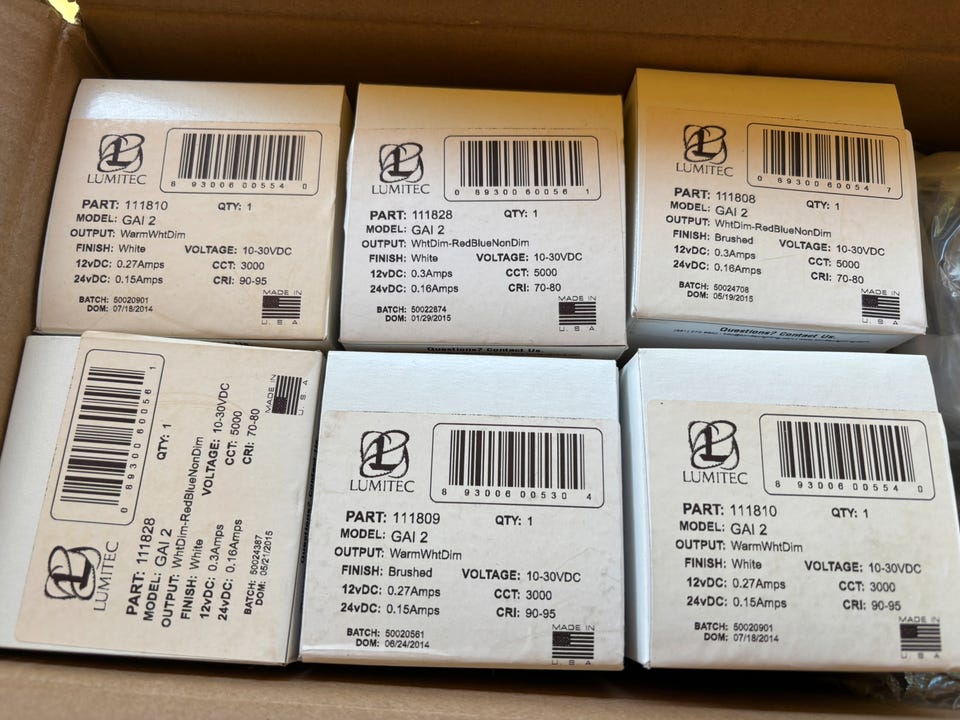 LUMITEC
8 93006 00554 0
PART: 111810 QTY: 1
MODEL: GAI 2
OUTPUT: WarmWhtDim
FINISH: White VOLTAGE: 10-30VDC
12vDC: 0.27Amps CCT: 3000
24vDC: 0.15Amps CRI: 90-95
BATCH: 50020901
DOM: 07/18/2014
MADE IN
U.S.A
LUMITEC
0 89300 60056 1
PART: 111828 QTY: 1
MODEL: GAI 2
OUTPUT: WhtDim-RedBlueNonDim
FINISH: White VOLTAGE: 10-30VDC
12vDC: 0.3Amps CCT: 5000
24vDC: 0.16Amps CRI: 70-80
BATCH: 50022874
DOM: 01/29/2015
MADE IN
U.S.A
Questions? Contact Us.
LUMITEC
0 89300 60054 7
PART: 111808 QTY: 1
MODEL: GAI 2
OUTPUT: WhtDim-RedBlueNonDim
FINISH: Brushed VOLTAGE: 10-30VDC
12vDC: 0.3Amps CCT: 5000
24vDC: 0.16Amps CRI: 70-80
BATCH: 50024708
DOM: 05/19/2015
MADE IN
U.S.A
Questions? Contact Us.
LUMITEC
0 89300 60056 1
PART: 111828 QTY: 1
MODEL: GAI 2
OUTPUT: WhtDim-RedBlueNonDim
FINISH: White VOLTAGE: 10-30VDC
12vDC: 0.3Amps CCT: 5000
24vDC: 0.16Amps CRI: 70-80
BATCH: 50024387
DOM: 05/21/2015
MADE IN
U.S.A
LUMITEC
8 93006 00530 4
PART: 111809 QTY: 1
MODEL: GAI 2
OUTPUT: WarmWhtDim
FINISH: Brushed VOLTAGE: 10-30VDC
12vDC: 0.27Amps CCT: 3000
24vDC: 0.15Amps CRI: 90-95
BATCH: 50020561
DOM: 06/24/2014
MADE IN
U.S.A
LUMITEC
8 93006 00554 0
PART: 111810 QTY: 1
MODEL: GAI 2
OUTPUT: WarmWhtDim
FINISH: White VOLTAGE: 10-30VDC
12vDC: 0.27Amps CCT: 3000
24vDC: 0.15Amps CRI: 90-95
BATCH: 50020901
DOM: 07/18/2014
MADE IN
U.S.A